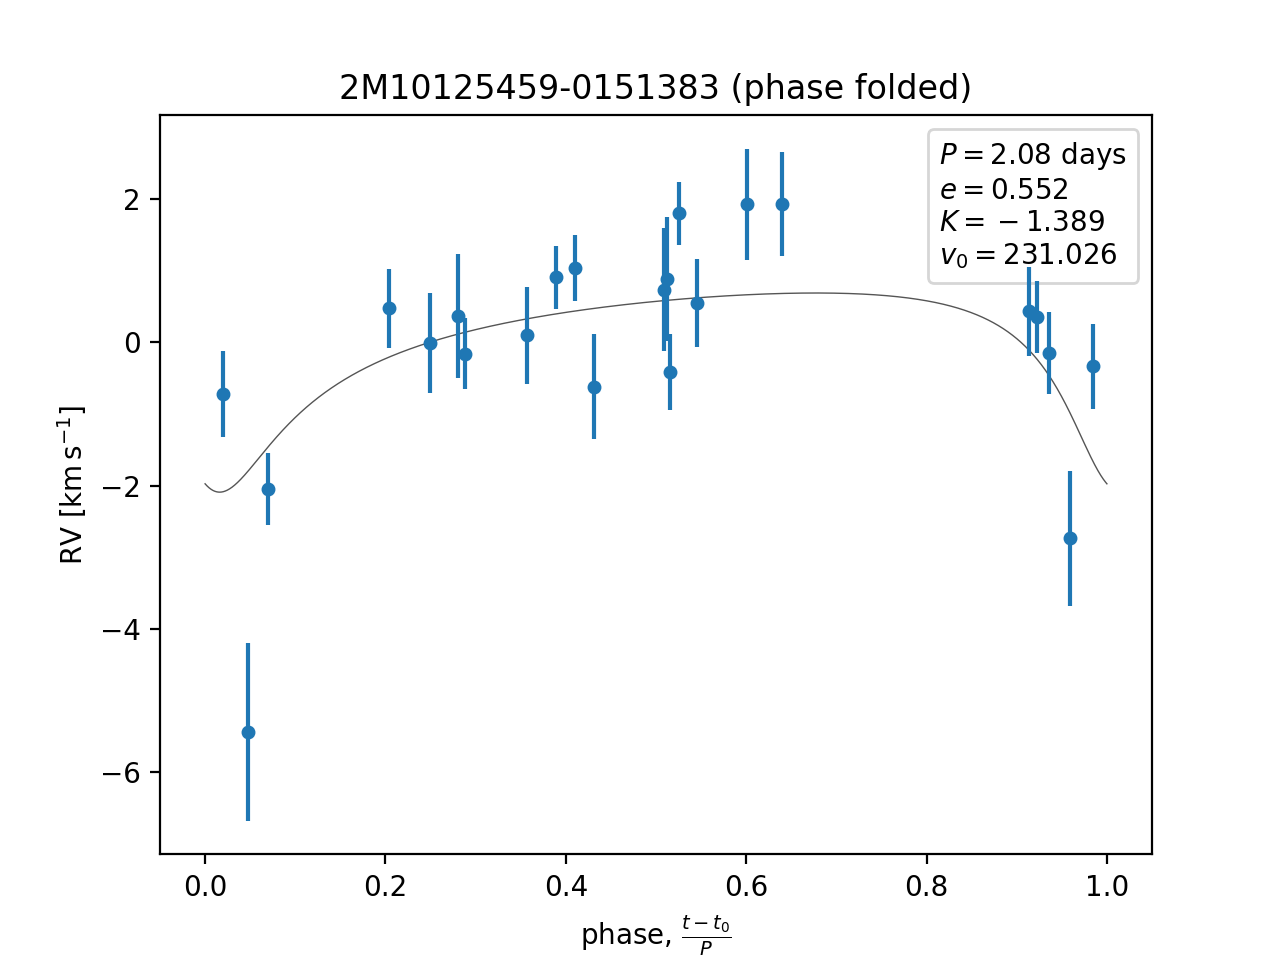 2M10125459-0151383 (phase folded)
P = 2.08 days
e = 0.552
K = −1.389
v₀ = 231.026
RV [km s⁻¹]
2
0
−2
−4
−6
0.0 0.2 0.4 0.6 0.8 1.0
phase, (t − t₀)/P